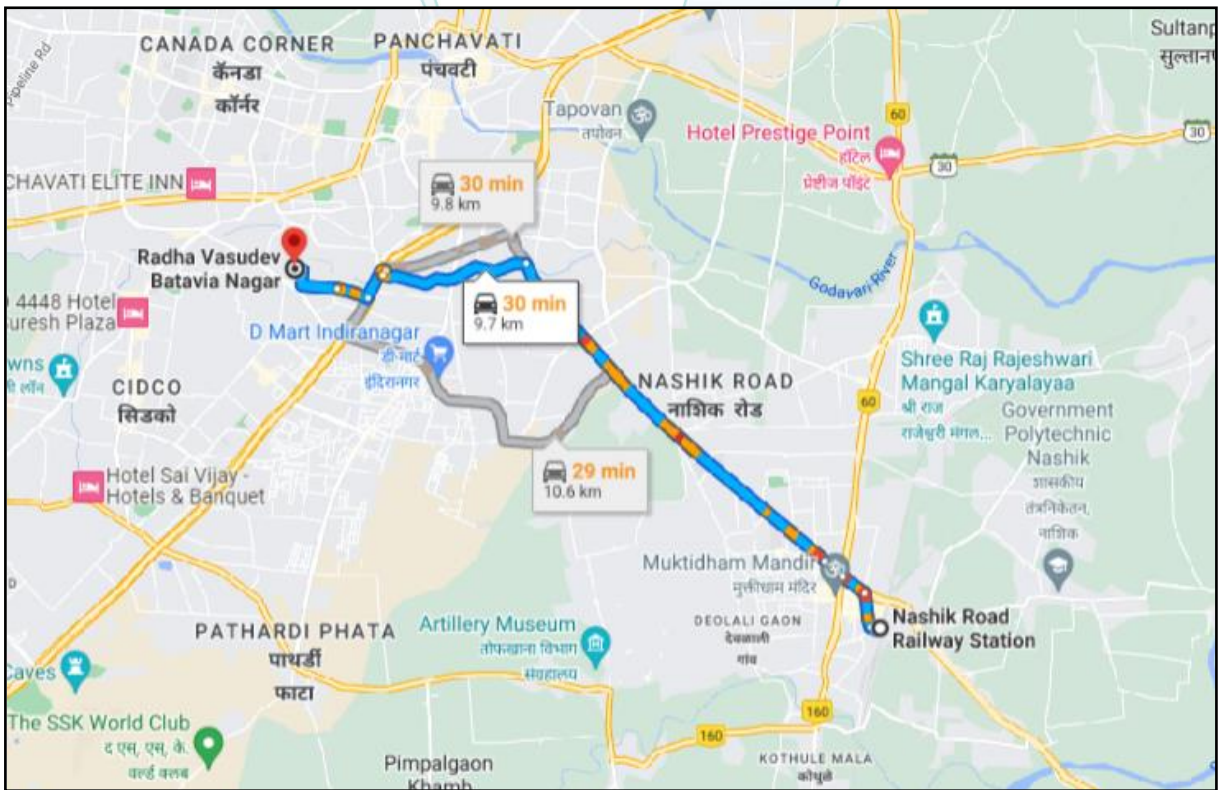 Sultanp
सुल्तानप
CANADA CORNER
कॅनडा
कॉर्नर
PANCHAVATI
पंचवटी
Pipeline Rd
Tapovan
तपोवन
60
30
Hotel Prestige Point
हॉटेल
प्रेष्टीज पॉइंट
30
CHAVATI ELITE INN
30 min
9.8 km
Radha Vasudev
Batavia Nagar
Godavari River
30 min
9.7 km
4448 Hotel
uresh Plaza
D Mart Indiranagar
डी-मार्ट
इंदिरानगर
Shree Raj Rajeshwari
Mangal Karyalayaa
श्री राज
राजेश्वरी मंगल...
wns
ी लॉन
CIDCO
सिडको
NASHIK ROAD
नाशिक रोड
60
Government
Polytechnic
Nashik
शासकीय
तंत्रनिकेतन,
नाशिक
29 min
10.6 km
Hotel Sai Vijay -
Hotels & Banquet
Muktidham Mandir
मुक्तीधाम मंदिर
DEOLALI GAON
देवळाली
गांव
Nashik Road
Railway Station
PATHARDI PHATA
पाथर्डी
फाटा
Artillery Museum
तोफखाना विभाग
संग्रहालय
Caves
160
160
The SSK World Club
द एस. एस. के.
वर्ल्ड क्लब
Pimpalgaon
Khamb
KOTHULE MALA
कोथुळे